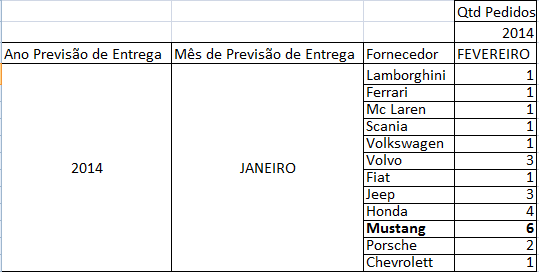 Qtd Pedidos
2014
Ano Previsão de Entrega Mês de Previsão de Entrega Fornecedor FEVEREIRO
Lamborghini 1
Ferrari 1
Mc Laren 1
Scania 1
Volkswagen 1
2014 JANEIRO Volvo 3
Fiat 1
Jeep 3
Honda 4
Mustang 6
Porsche 2
Chevrolett 1